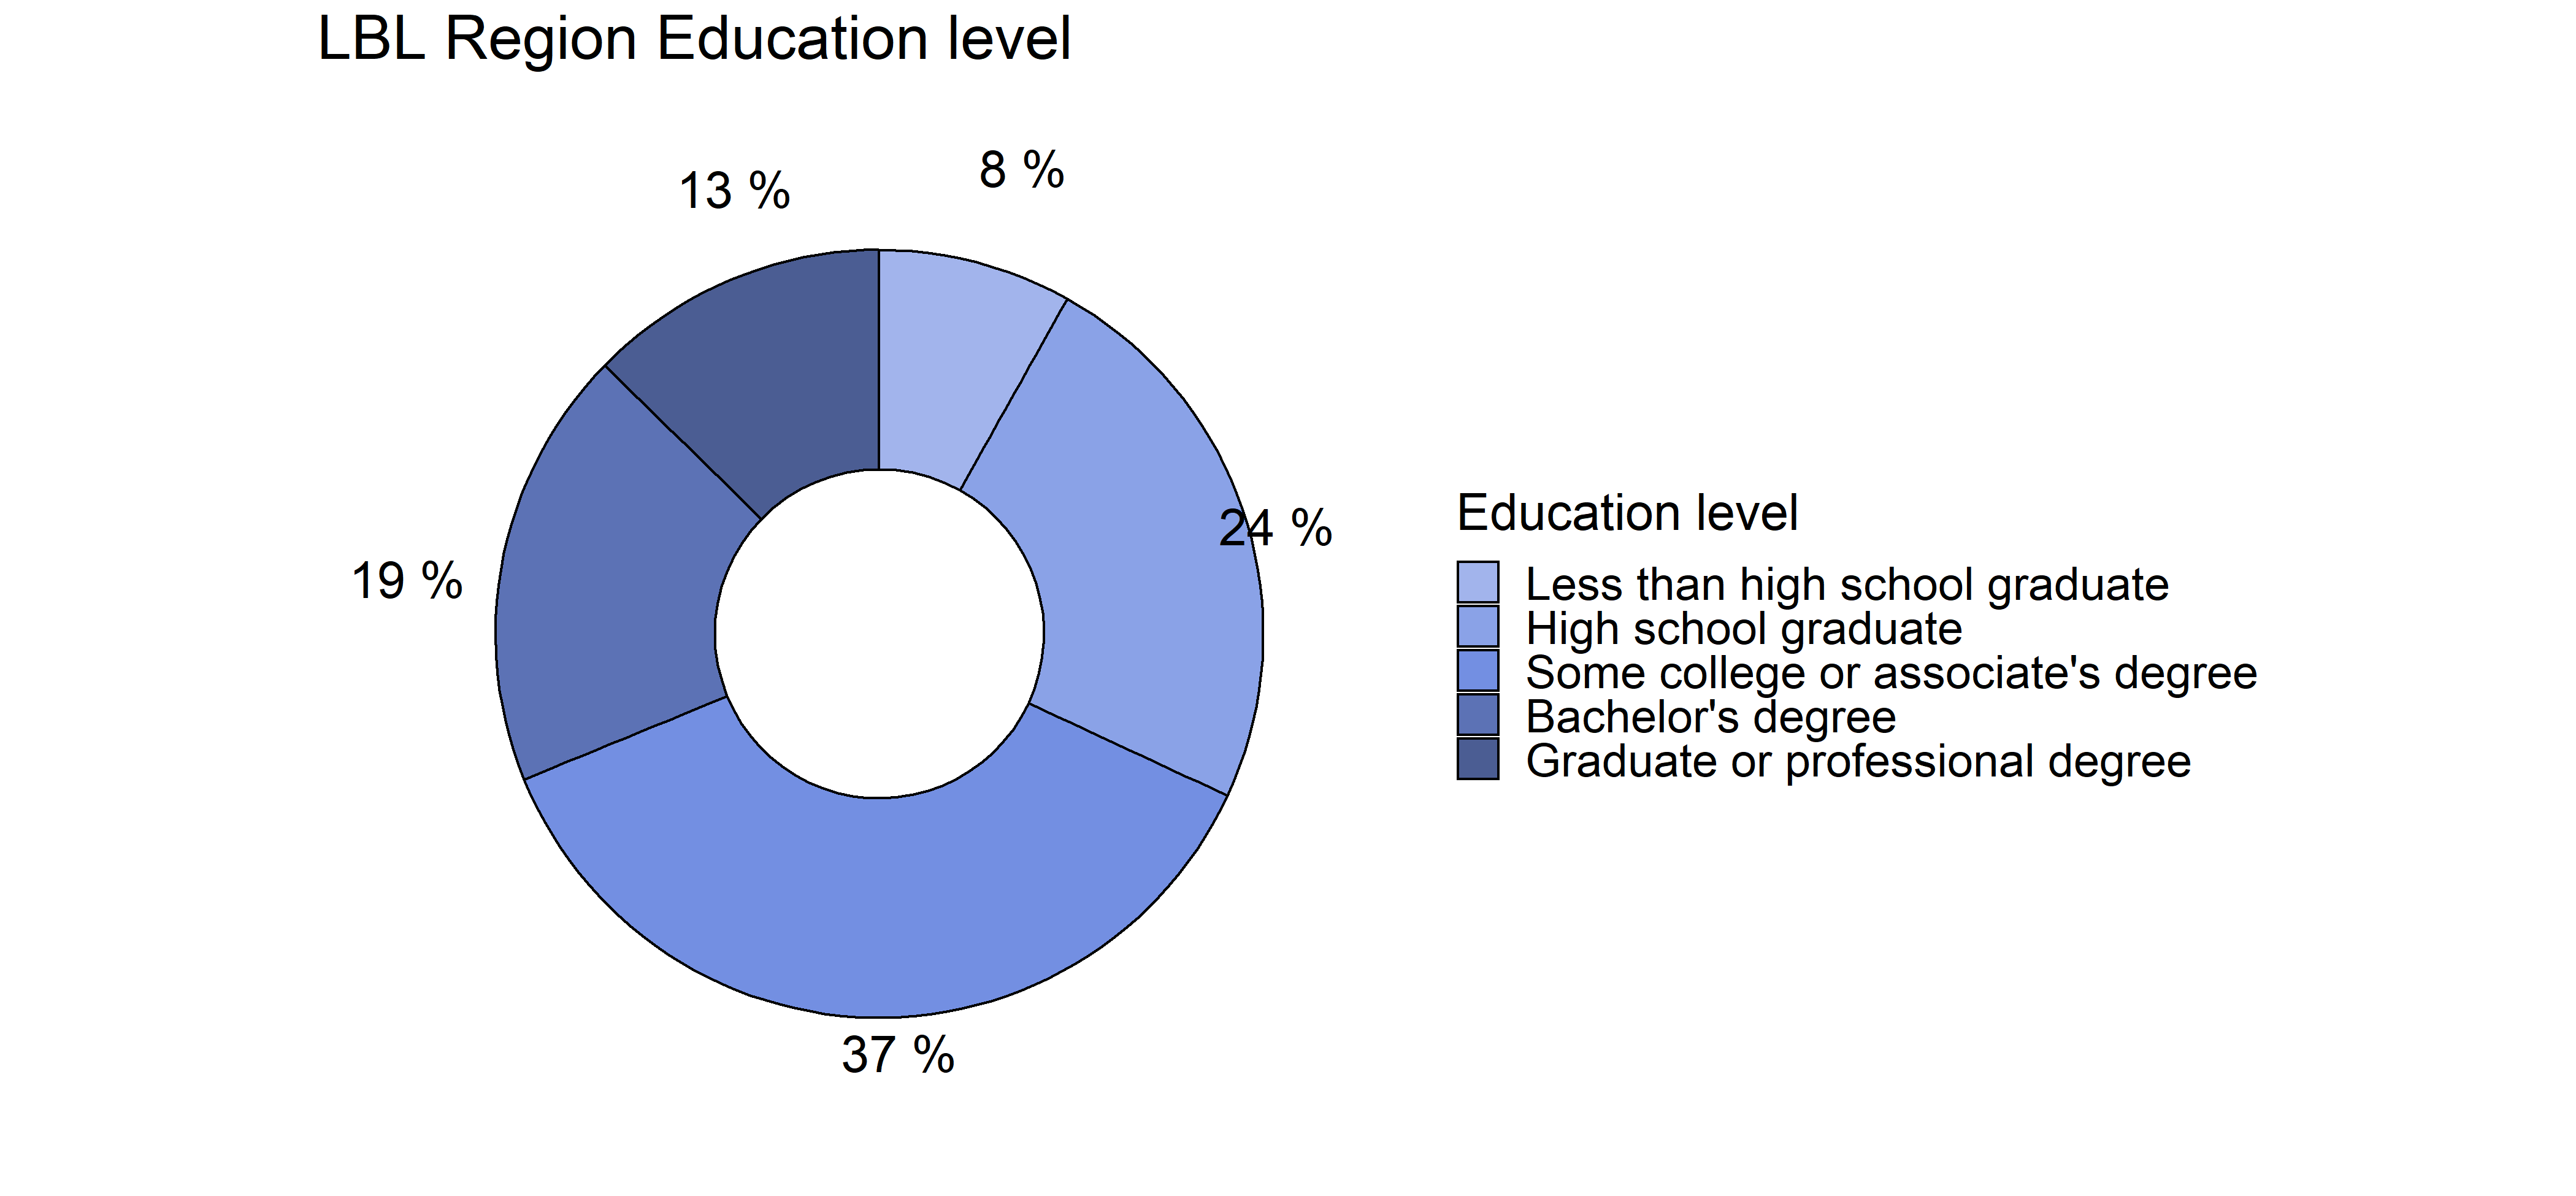 LBL Region Education level
8 %
13 %
24 %
19 %
37 %
Education level
Less than high school graduate
High school graduate
Some college or associate's degree
Bachelor's degree
Graduate or professional degree